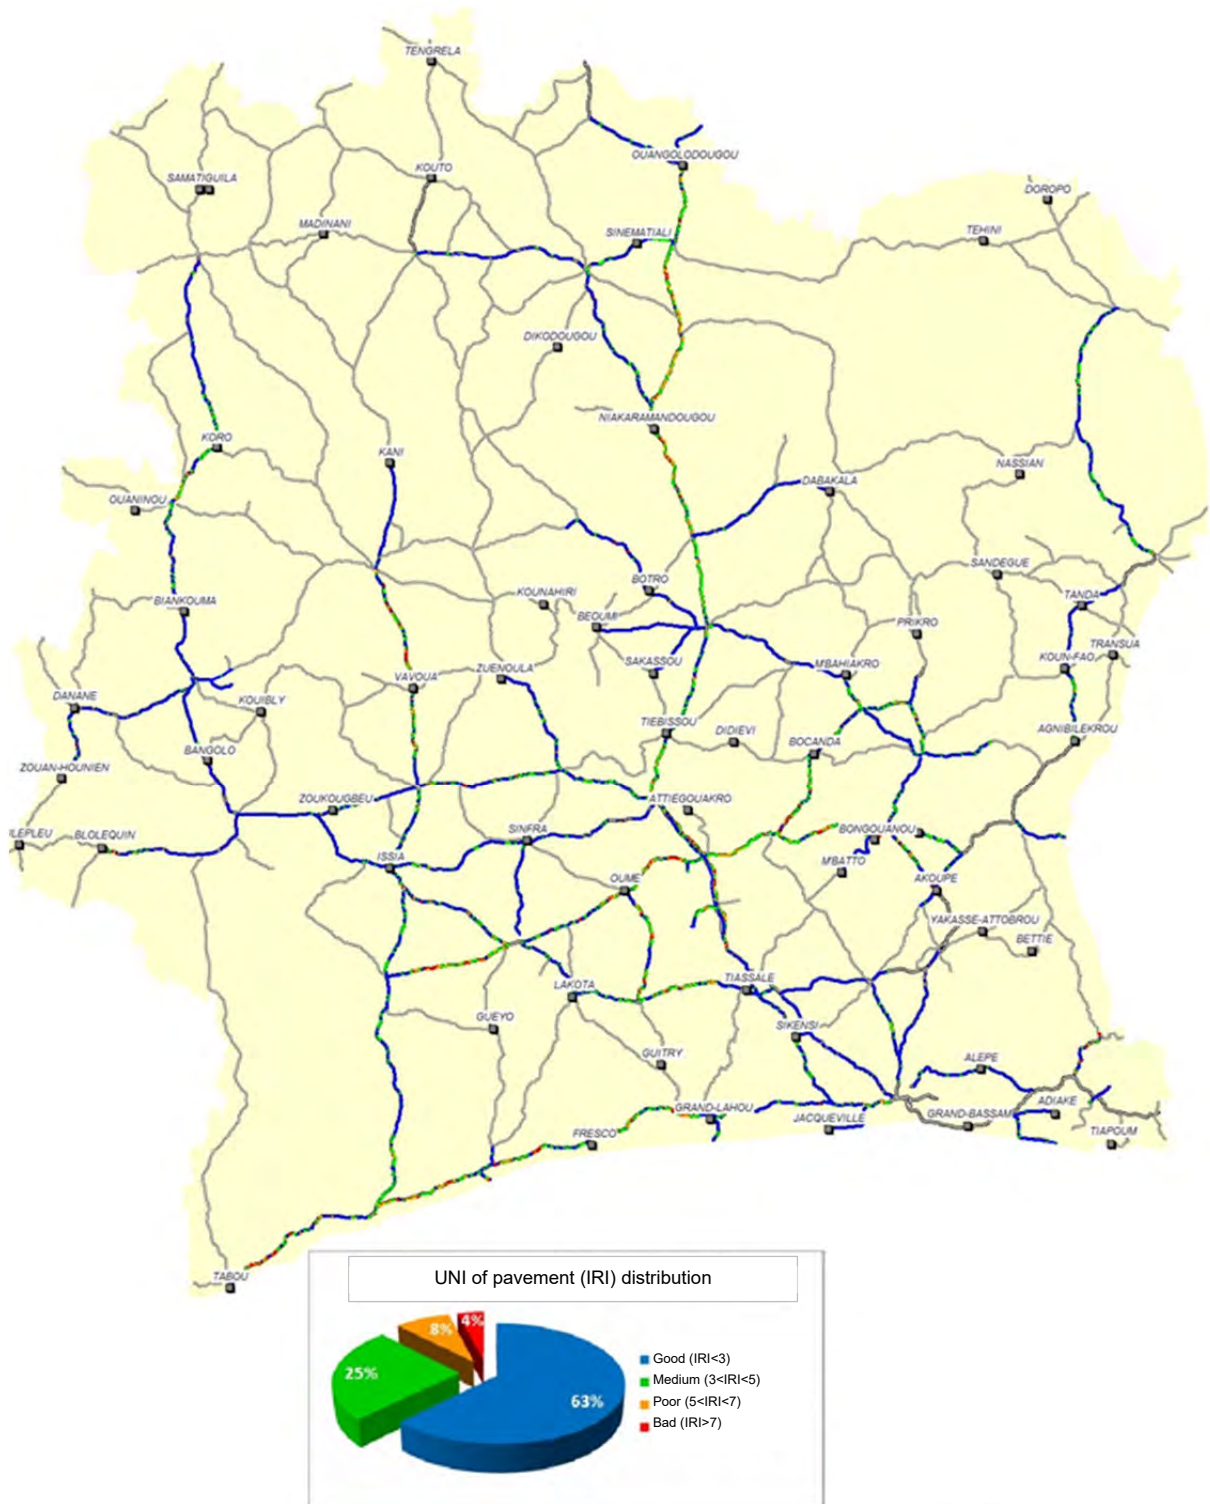 TENGRELA
OUANGOLODOUGOU
KOUTO
SAMATIGUILA
DOROPO
MADINANI
SINEMATIALI
TEHINI
DIKODOUGOU
NIAKARAMANDOUGOU
KORO
KANI
NASSIAN
DABAKALA
OUANINOU
SANDEGUE
BOTRO
KOUNAHIRI
TANDA
BIANKOUMA
BEOUMI
PRIKRO
TRANSUA
SAKASSOU
M'BAHIAKRO
KOUN-FAO
ZUENOULA
VAVOUA
DANANE
KOUIBLY
TIEBISSOU
DIDIEVI
AGNIBILEKROU
BANGOLO
BOCANDA
ZOUAN-HOUNIEN
ZOUKOUGBEU
ATTIEGOUAKRO
ILEPLEU
BLOLEQUIN
SINFRA
BONGOUANOU
ISSIA
M'BATTO
OUME
AKOUPE
YAKASSE-ATTOBROU
BETTIE
TIASSALE
LAKOTA
GUEYO
SIKENSI
GUITRY
ALEPE
GRAND-LAHOU
JACQUEVILLE
GRAND-BASSAM
ADIAKE
FRESCO
TIAPOUM
TABOU
UNI of pavement (IRI) distribution
4%
8%
25%
63%
Good (IRI<3)
Medium (3<IRI<5)
Poor (5<IRI<7)
Bad (IRI>7)